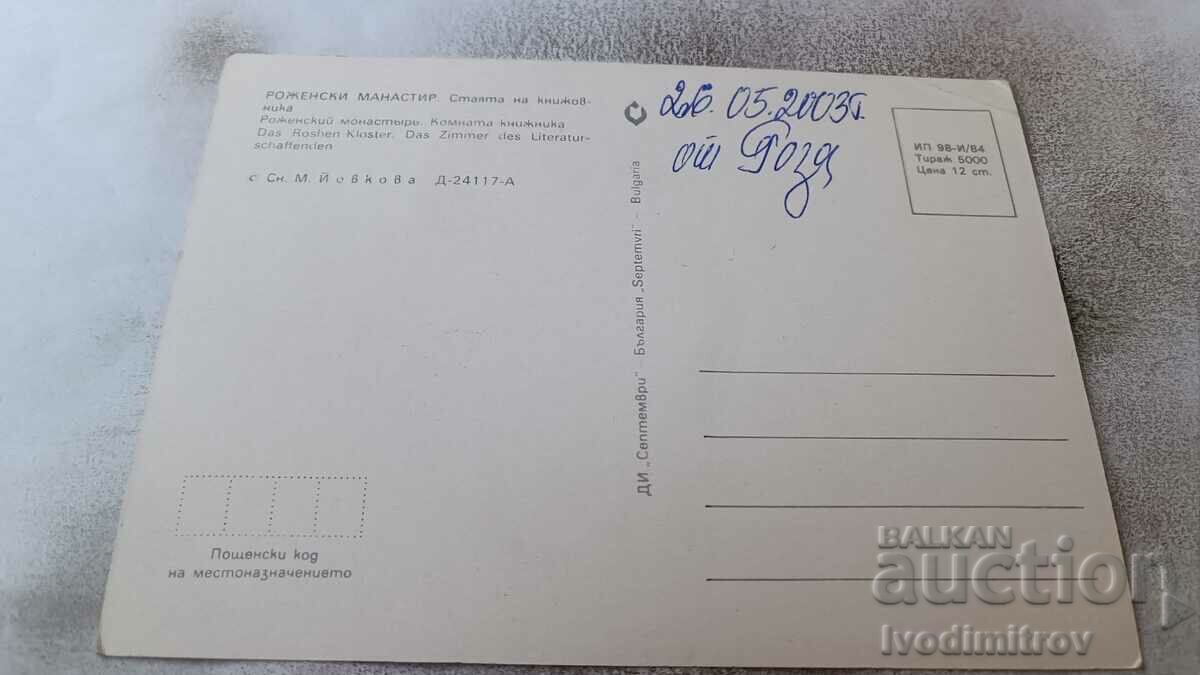 РОЖЕНСКИ МАНАСТИР. Стаята на книжов-
ника
Роженский монастырь. Комната книжника
Das Roshen-Kloster. Das Zimmer des Literatur-
schaffenden
© Сн. М. Йовкова Д-24117-А
Пощенски код
на местоназначението
ДИ „Септември" – България „Septemvri" – Bulgaria
26.05.2003г.
от Роза
ИП 98-И/84
Тираж 5000
Цена 12 ст.
BALKAN
auction
Ivodimitrov